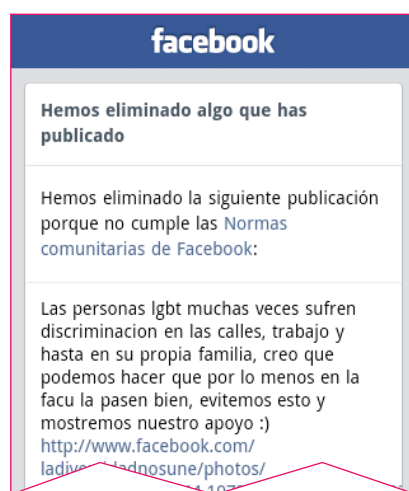 facebook
Hemos eliminado algo que has
publicado
Hemos eliminado la siguiente publicación
porque no cumple las Normas
comunitarias de Facebook:
Las personas lgbt muchas veces sufren
discriminacion en las calles, trabajo y
hasta en su propia familia, creo que
podemos hacer que por lo menos en la
facu la pasen bien, evitemos esto y
mostremos nuestro apoyo :)
http://www.facebook.com/
ladiversidadnosune/photos/